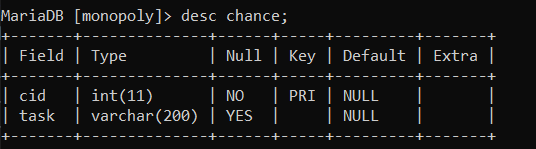 MariaDB [monopoly]> desc chance;
+-------+--------------+------+-----+---------+-------+
| Field | Type         | Null | Key | Default | Extra |
+-------+--------------+------+-----+---------+-------+
| cid   | int(11)      | NO   | PRI | NULL    |       |
| task  | varchar(200) | YES  |     | NULL    |       |
+-------+--------------+------+-----+---------+-------+